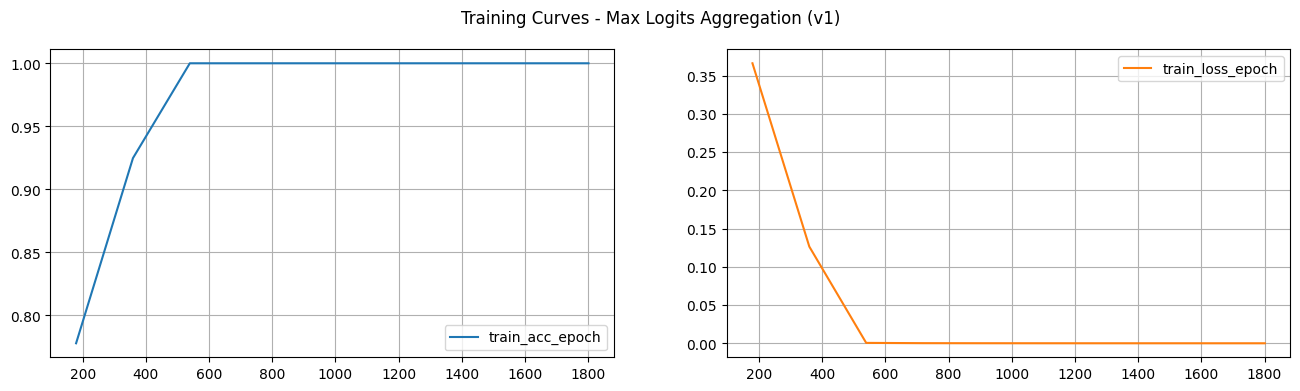 Training Curves - Max Logits Aggregation (v1)
1.00
0.95
0.90
0.85
0.80
train_acc_epoch
200 400 600 800 1000 1200 1400 1600 1800
train_loss_epoch
0.35
0.30
0.25
0.20
0.15
0.10
0.05
0.00
200 400 600 800 1000 1200 1400 1600 1800